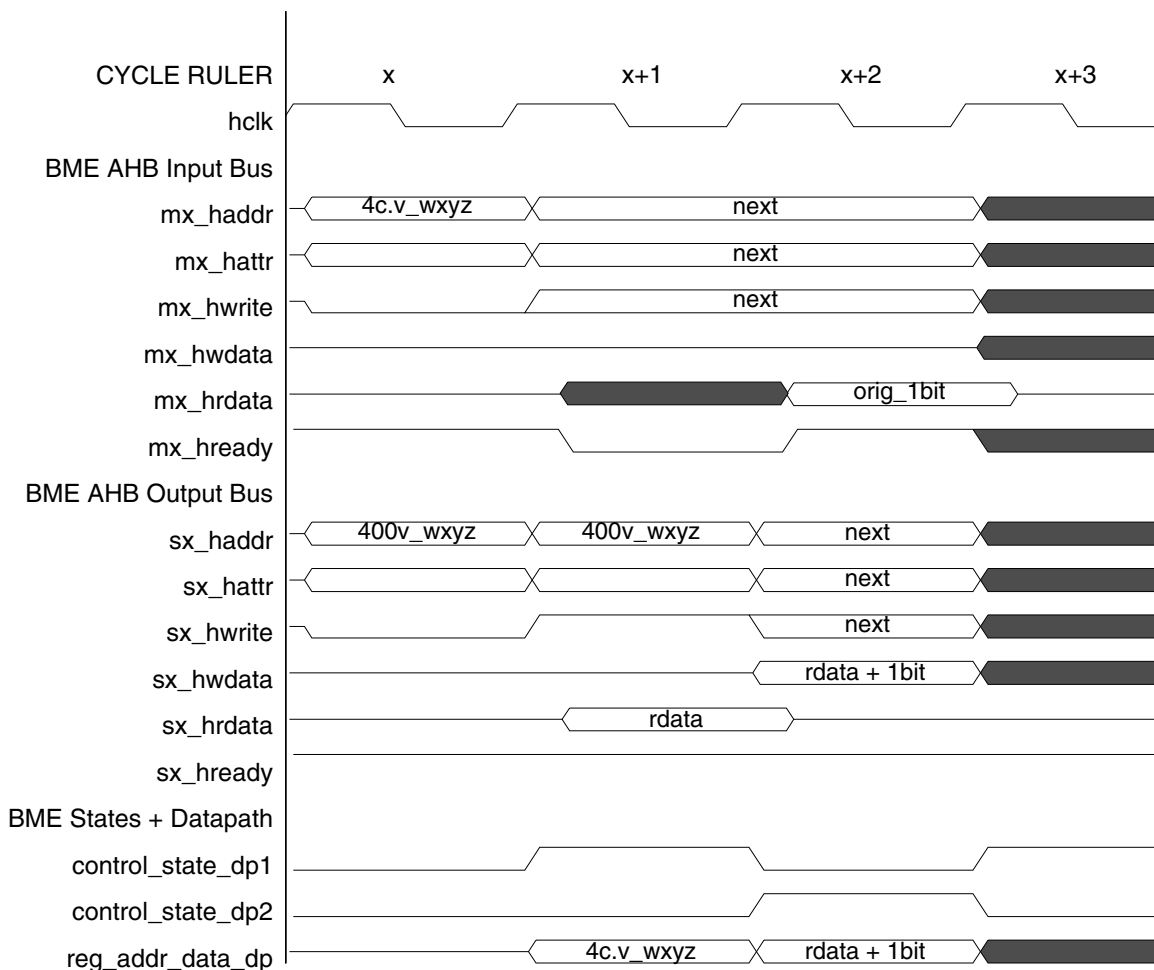 CYCLE RULER x x+1 x+2 x+3
hclk
BME AHB Input Bus
mx_haddr 4c.v_wxyz next
mx_hattr next
mx_hwrite next
mx_hwdata
mx_hrdata orig_1bit
mx_hready
BME AHB Output Bus
sx_haddr 400v_wxyz 400v_wxyz next
sx_hattr next
sx_hwrite next
sx_hwdata rdata + 1bit
sx_hrdata rdata
sx_hready
BME States + Datapath
control_state_dp1
control_state_dp2
reg_addr_data_dp 4c.v_wxyz rdata + 1bit